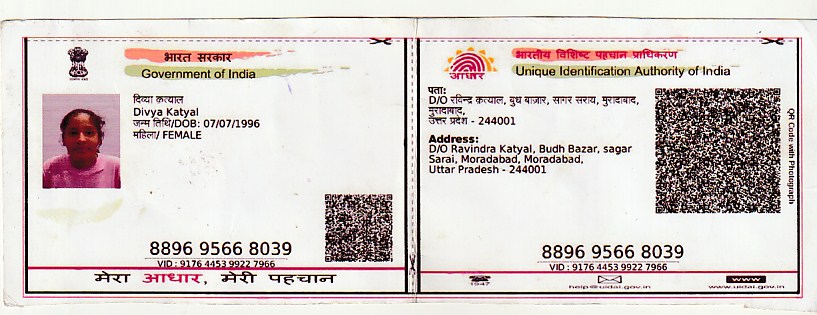 भारत सरकार
Government of India
दिव्या कत्याल
Divya Katyal
जन्म तिथि/DOB: 07/07/1996
महिला/ FEMALE
8896 9566 8039
VID : 9176 4453 9922 7966
मेरा आधार, मेरी पहचान
भारतीय विशिष्ट पहचान प्राधिकरण
आधार
Unique Identification Authority of India
पता:
D/O रविन्द्र कत्याल, बुध बाज़ार, सागर सराय, मुरादाबाद,
मुरादाबाद,
उत्तर प्रदेश - 244001
Address:
D/O Ravindra Katyal, Budh Bazar, sagar
Sarai, Moradabad, Moradabad,
Uttar Pradesh - 244001
QR Code with Photograph
8896 9566 8039
VID : 9176 4453 9922 7966
1947
help@uidai.gov.in
www
www.uidai.gov.in